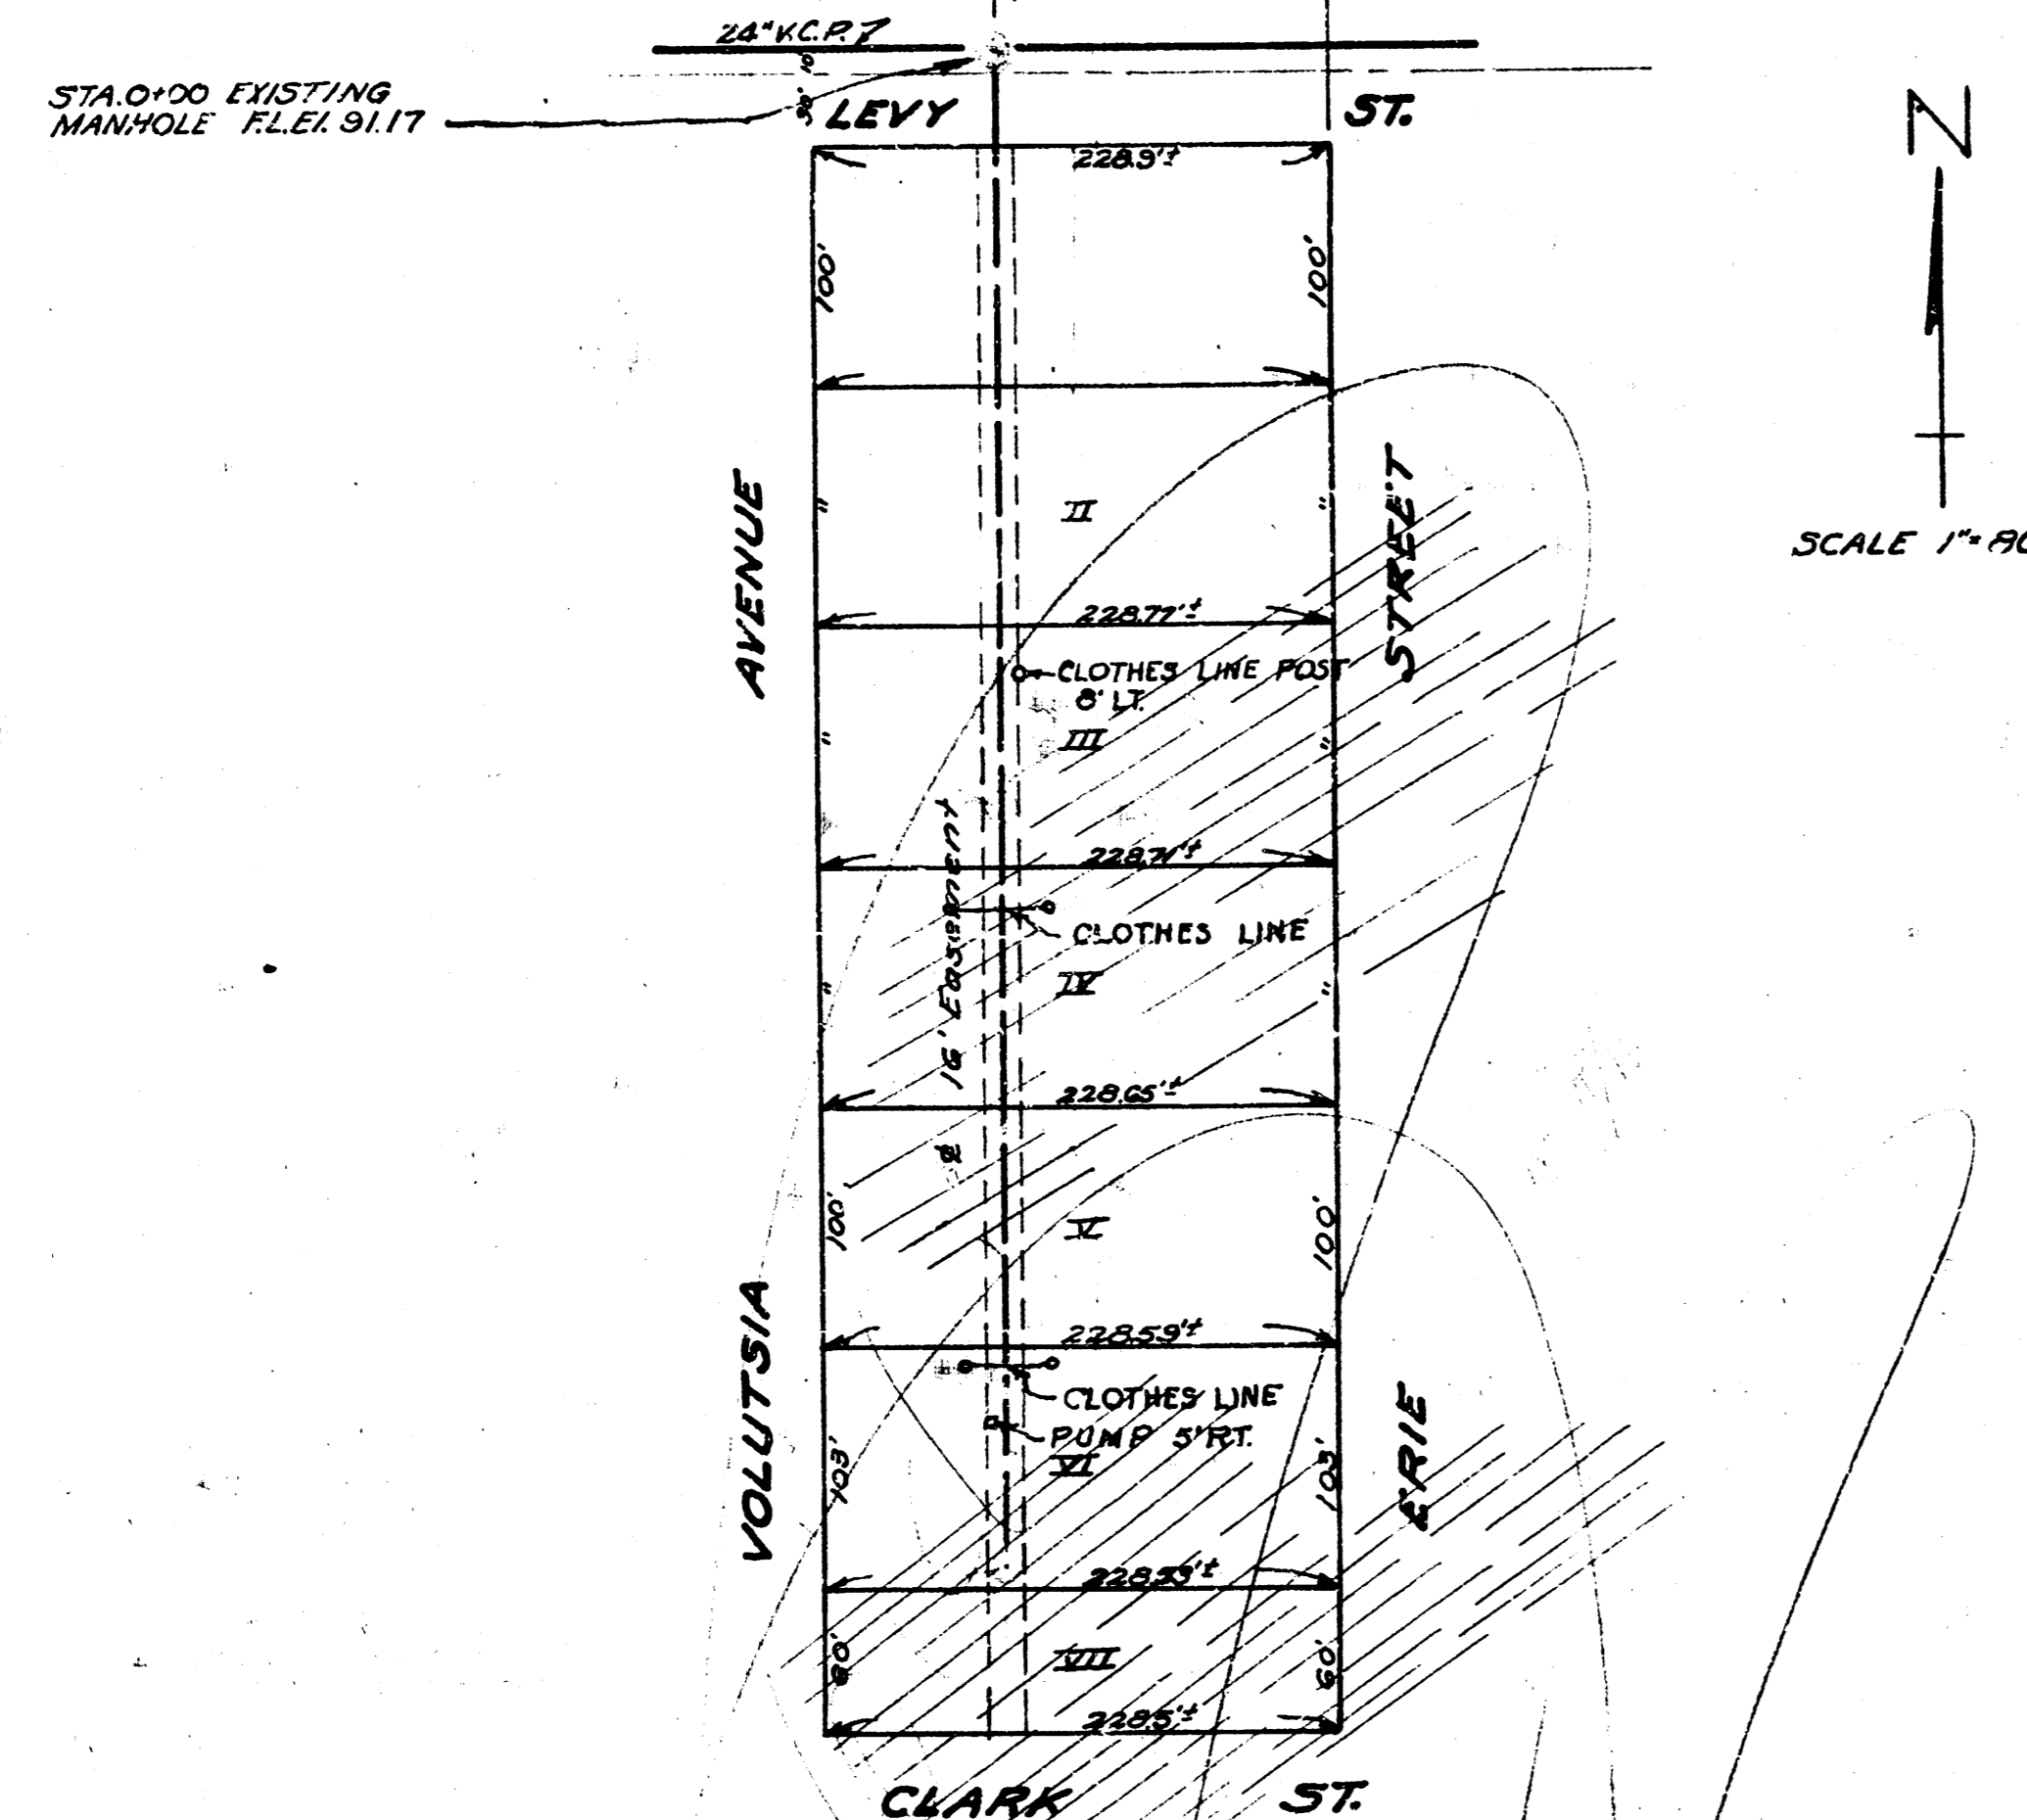 24" V.C.P.
10'
30'
STA. 0+00 EXISTING
MANHOLE F.L.El. 91.17
LEVY ST.
N
SCALE 1"=80
228.9'±
100' 100'
AVENUE
STREET
II
" "
228.77'±
CLOTHES LINE POST
8' LT.
III
" "
228.71'±
16' Easement
CLOTHES LINE
IV
" "
228.65'±
℄
V
100' 100'
228.59'±
VOLUTSIA
ERIE
CLOTHES LINE
PUMP 5' RT.
VI
103' 103'
228.53'±
VII
60' 60'
228.5'±
CLARK ST.